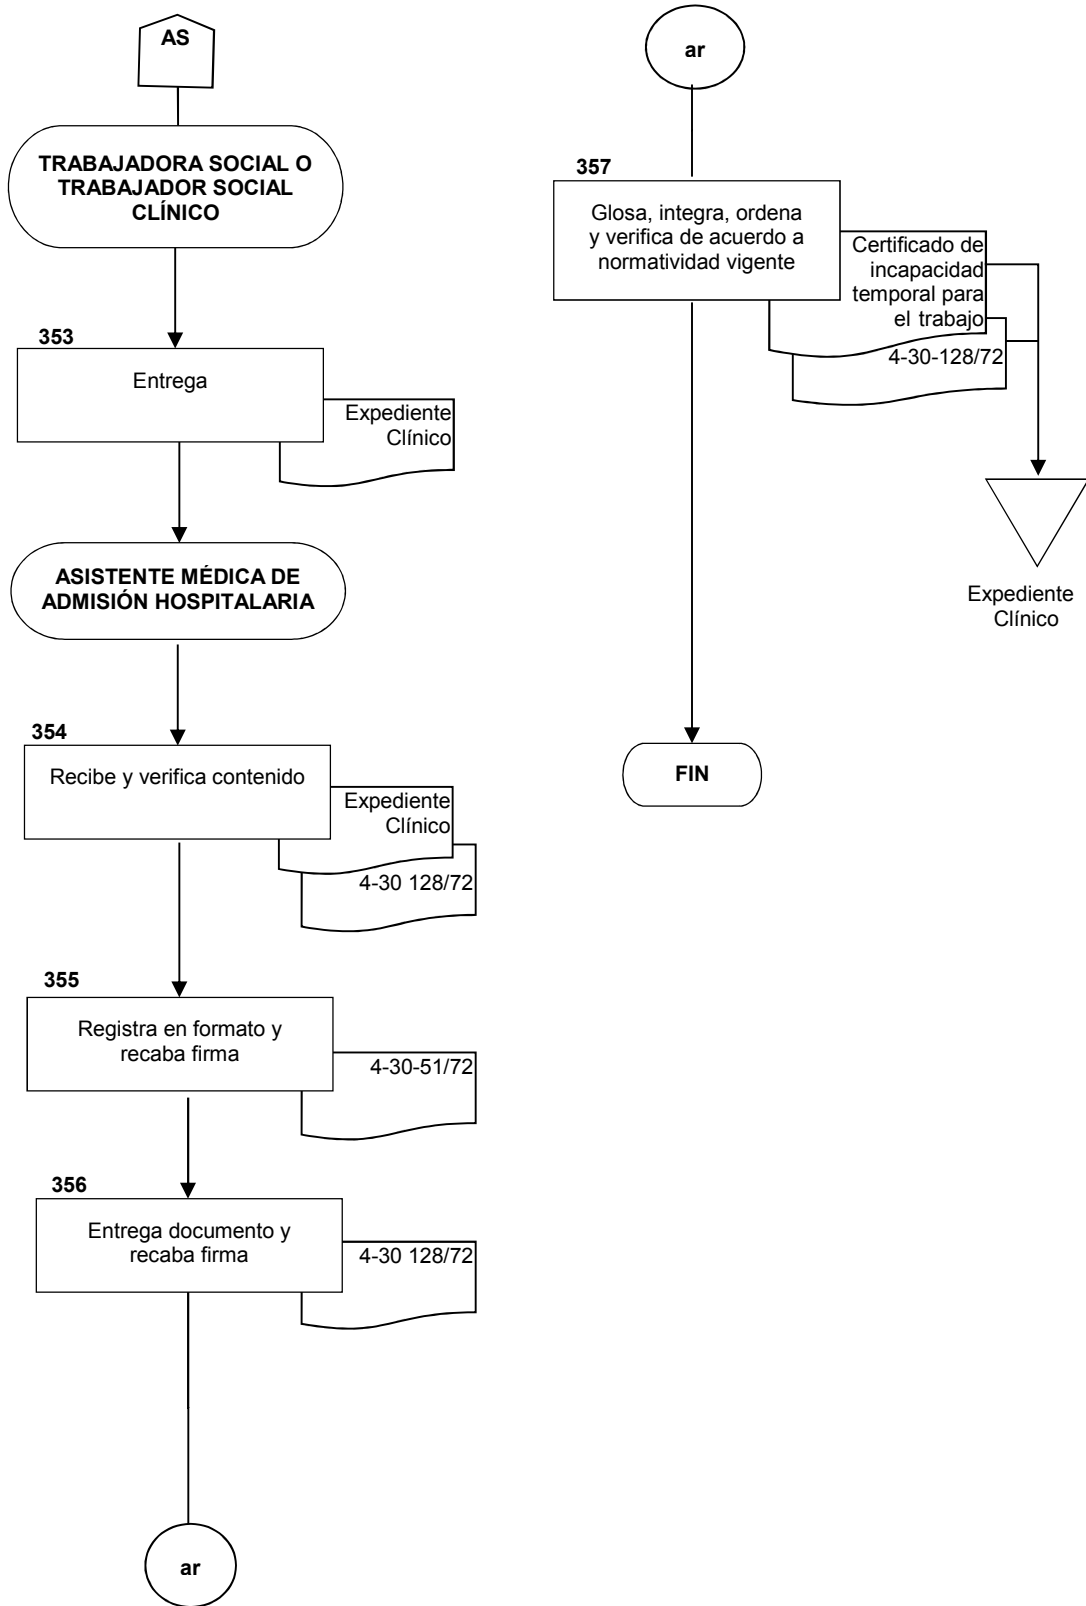 AS
TRABAJADORA SOCIAL O
TRABAJADOR SOCIAL
CLÍNICO
353
Entrega
Expediente
Clínico
ASISTENTE MÉDICA DE
ADMISIÓN HOSPITALARIA
354
Recibe y verifica contenido
Expediente
Clínico
4-30 128/72
355
Registra en formato y
recaba firma
4-30-51/72
356
Entrega documento y
recaba firma
4-30 128/72
ar
ar
357
Glosa, integra, ordena
y verifica de acuerdo a
normatividad vigente
Certificado de
incapacidad
temporal para
el trabajo
4-30-128/72
Expediente
Clínico
FIN